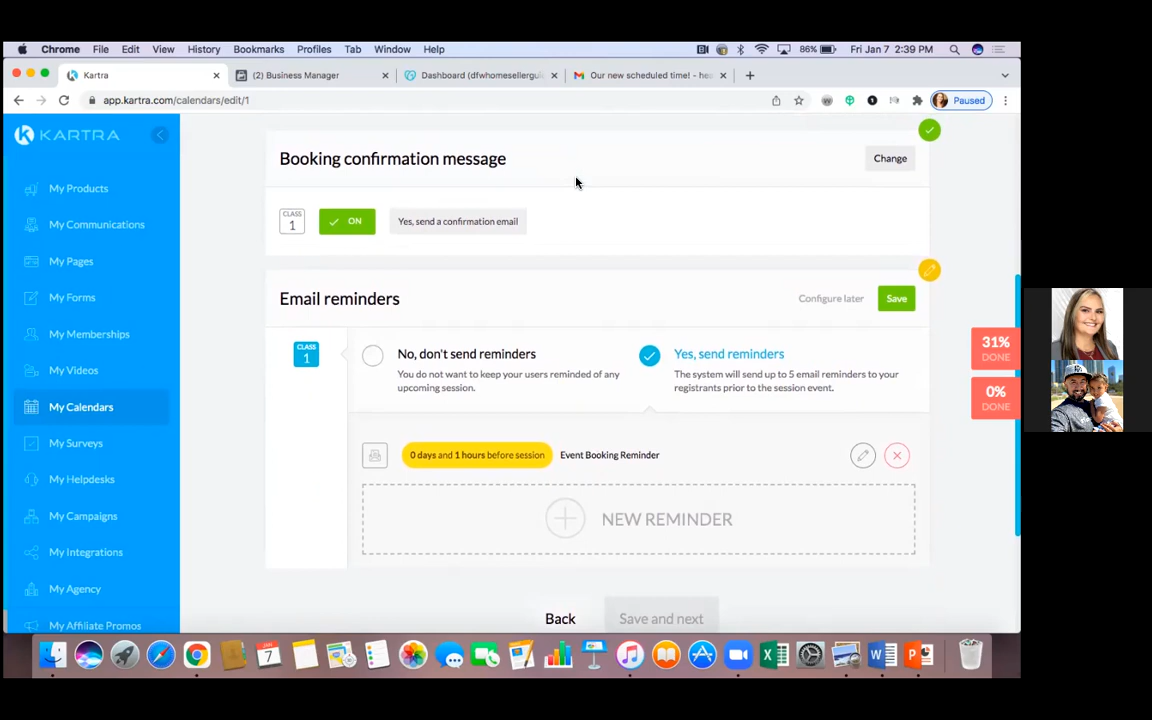 Chrome File Edit View History Bookmarks Profiles Tab Window Help 86% Fri Jan 7 2:39 PM
Kartra (2) Business Manager Dashboard (dfwhomesellergui Our new scheduled time! - he
app.kartra.com/calendars/edit/1 Paused
KARTRA
My Products
My Communications
My Pages
My Forms
My Memberships
My Videos
My Calendars
My Surveys
My Helpdesks
My Campaigns
My Integrations
My Agency
My Affiliate Promos
Booking confirmation message Change
CLASS 1 ON Yes, send a confirmation email
Email reminders Configure later Save
CLASS 1
No, don't send reminders
You do not want to keep your users reminded of any
upcoming session.
Yes, send reminders
The system will send up to 5 email reminders to your
registrants prior to the session event.
0 days and 1 hours before session Event Booking Reminder
NEW REMINDER
Back Save and next
31%
DONE
0%
DONE
JAN
7